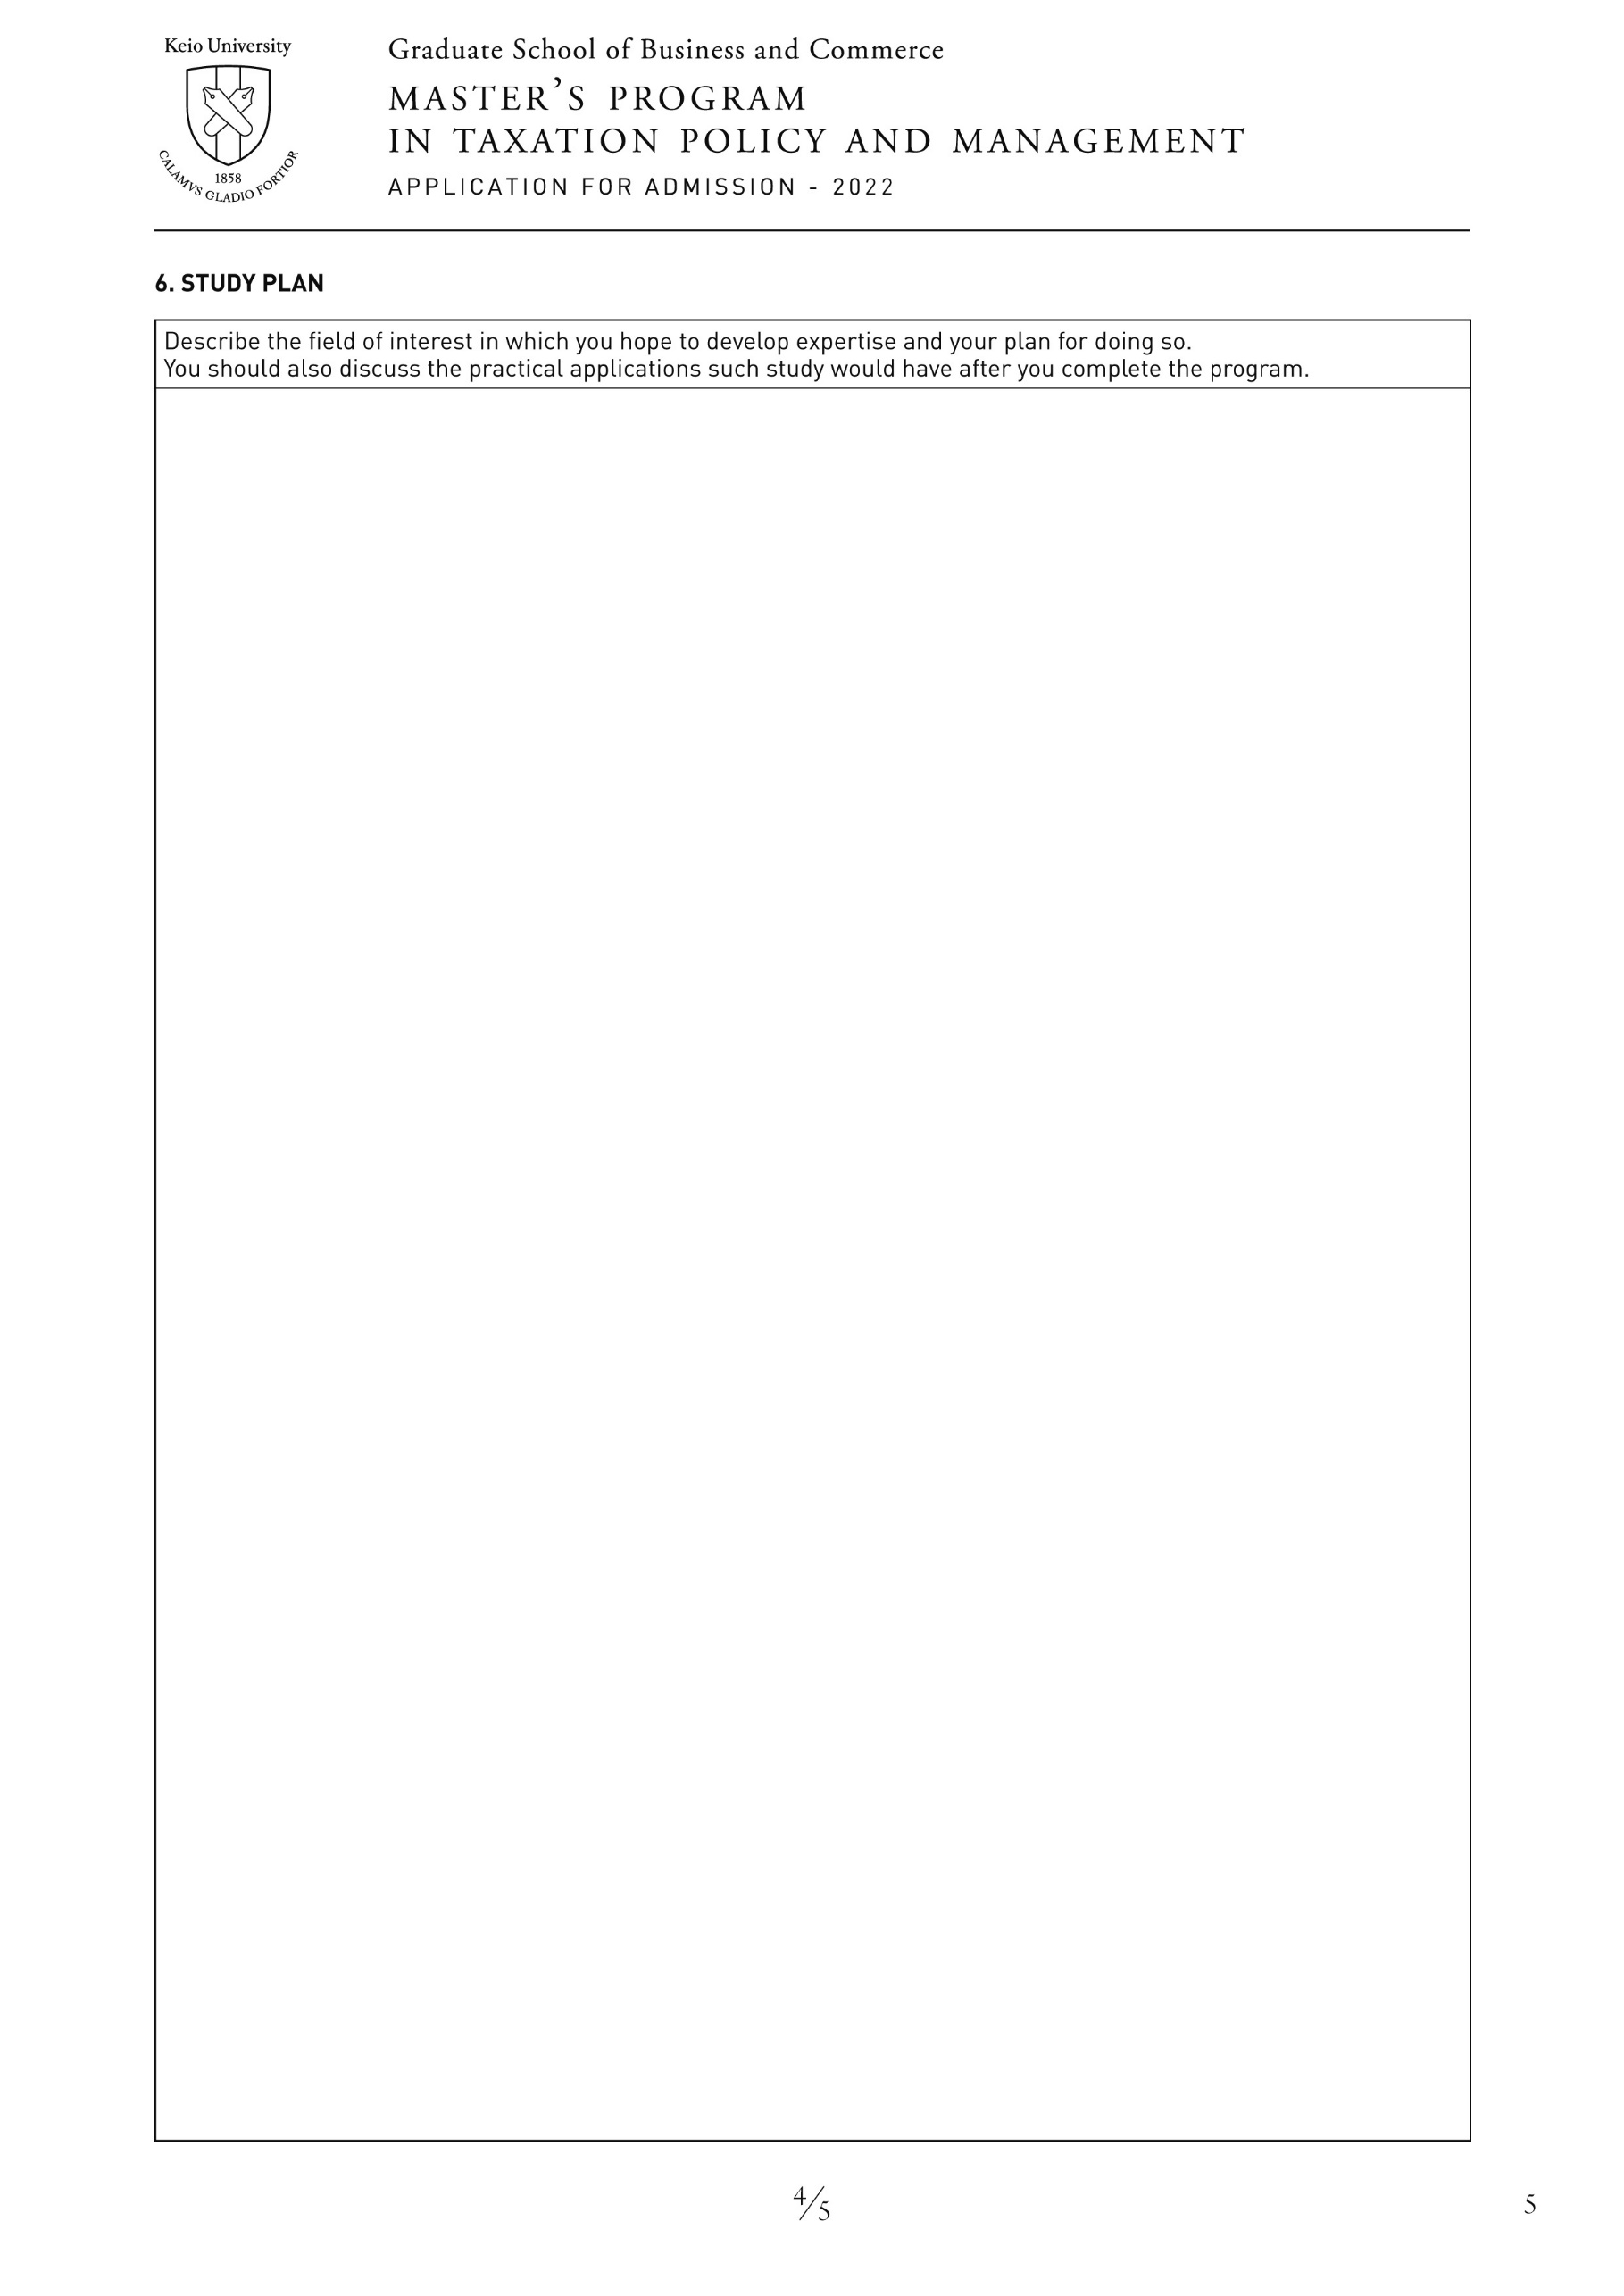 Keio University
1858
CALAMVS GLADIO FORTIOR
Graduate School of Business and Commerce
MASTER’S PROGRAM
IN TAXATION POLICY AND MANAGEMENT
APPLICATION FOR ADMISSION - 2022
6. STUDY PLAN
Describe the field of interest in which you hope to develop expertise and your plan for doing so.
You should also discuss the practical applications such study would have after you complete the program.
4/5
5